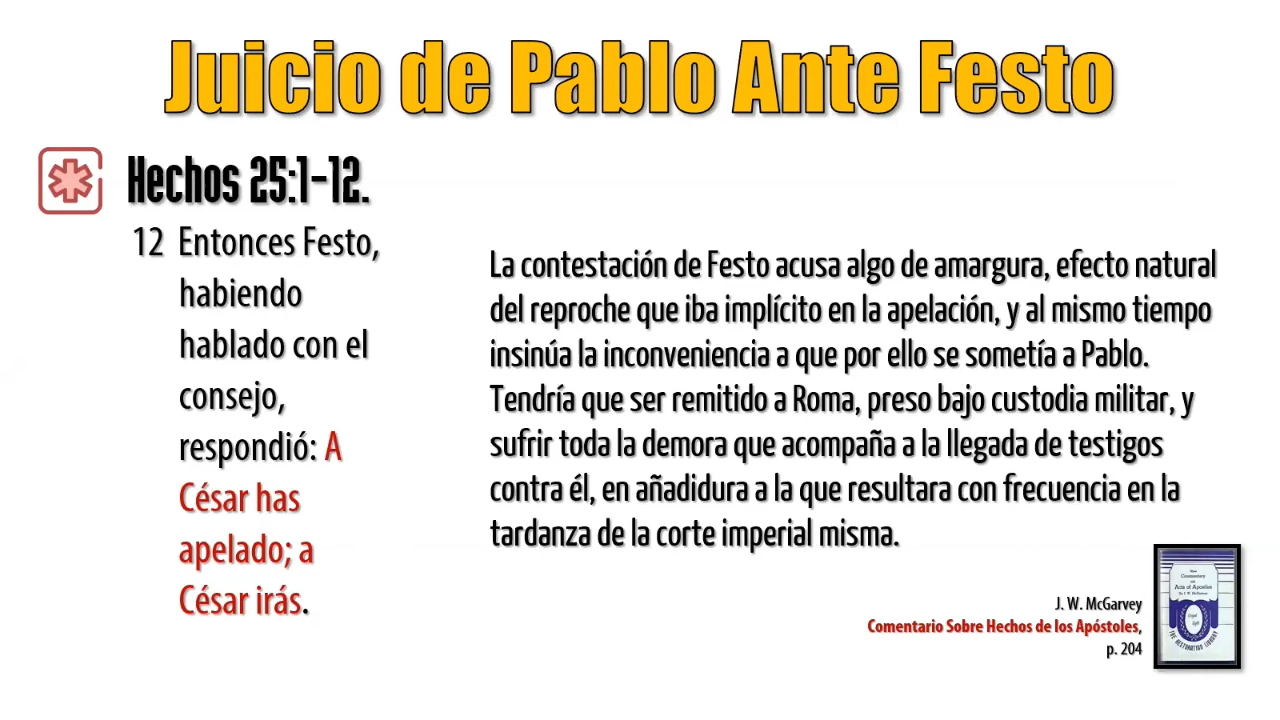 Juicio de Pablo Ante Festo
Hechos 25:1-12.
12 Entonces Festo,
habiendo
hablado con el
consejo,
respondió: A
César has
apelado; a
César irás.
La contestación de Festo acusa algo de amargura, efecto natural
del reproche que iba implícito en la apelación, y al mismo tiempo
insinúa la inconveniencia a que por ello se sometía a Pablo.
Tendría que ser remitido a Roma, preso bajo custodia militar, y
sufrir toda la demora que acompaña a la llegada de testigos
contra él, en añadidura a la que resultara con frecuencia en la
tardanza de la corte imperial misma.
J. W. McGarvey
Comentario Sobre Hechos de los Apóstoles,
p. 204
Commentary
Acts of Apostles